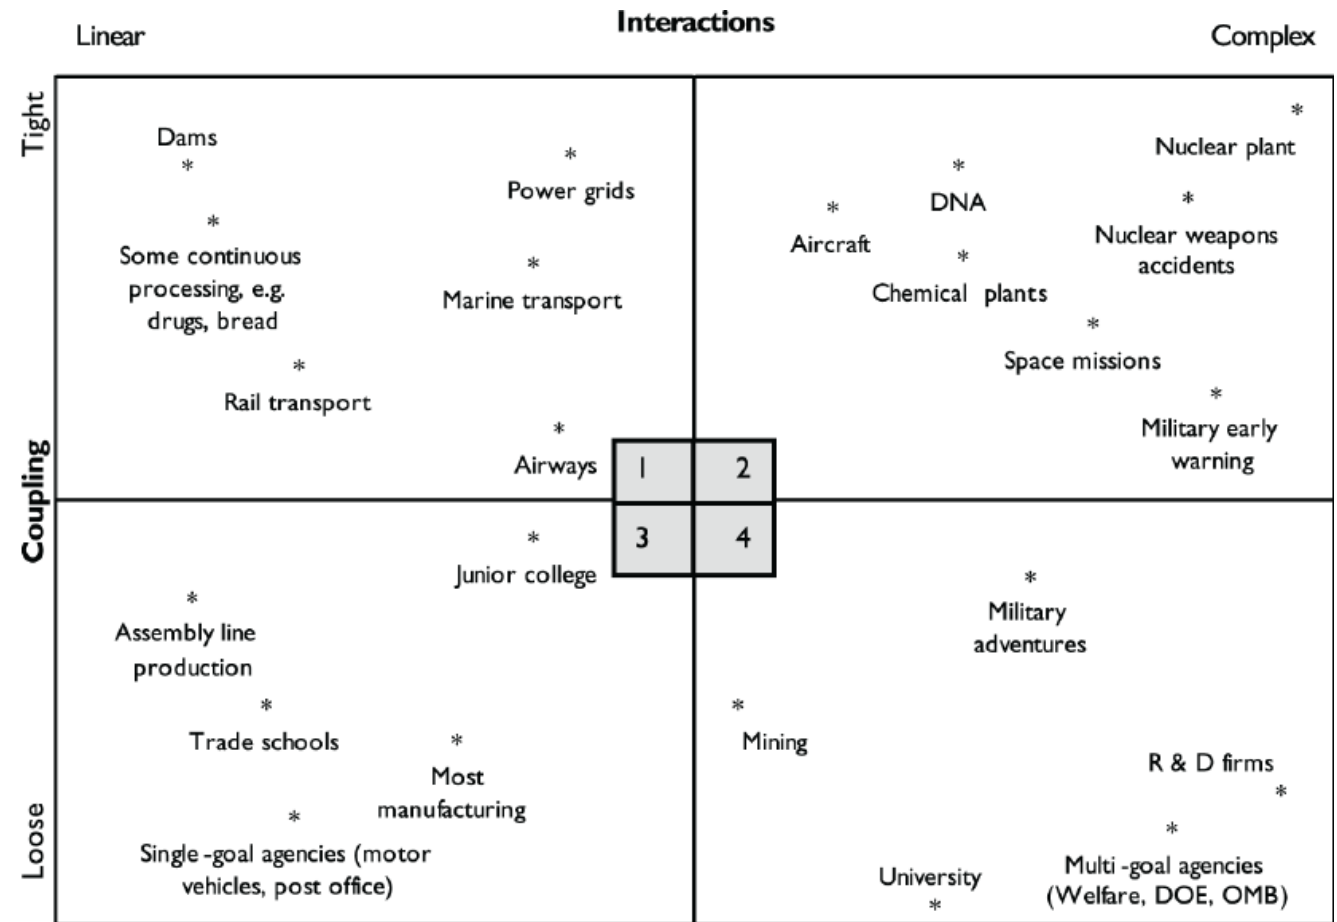 Interactions
Linear
Complex
Tight
Coupling
Loose
Dams
Power grids
Some continuous
processing, e.g.
drugs, bread
Marine transport
Rail transport
Airways
Nuclear plant
DNA
Aircraft
Nuclear weapons
accidents
Chemical plants
Space missions
Military early
warning
1
2
3
4
Junior college
Assembly line
production
Trade schools
Most
manufacturing
Single-goal agencies (motor
vehicles, post office)
Military
adventures
Mining
R & D firms
Multi-goal agencies
(Welfare, DOE, OMB)
University